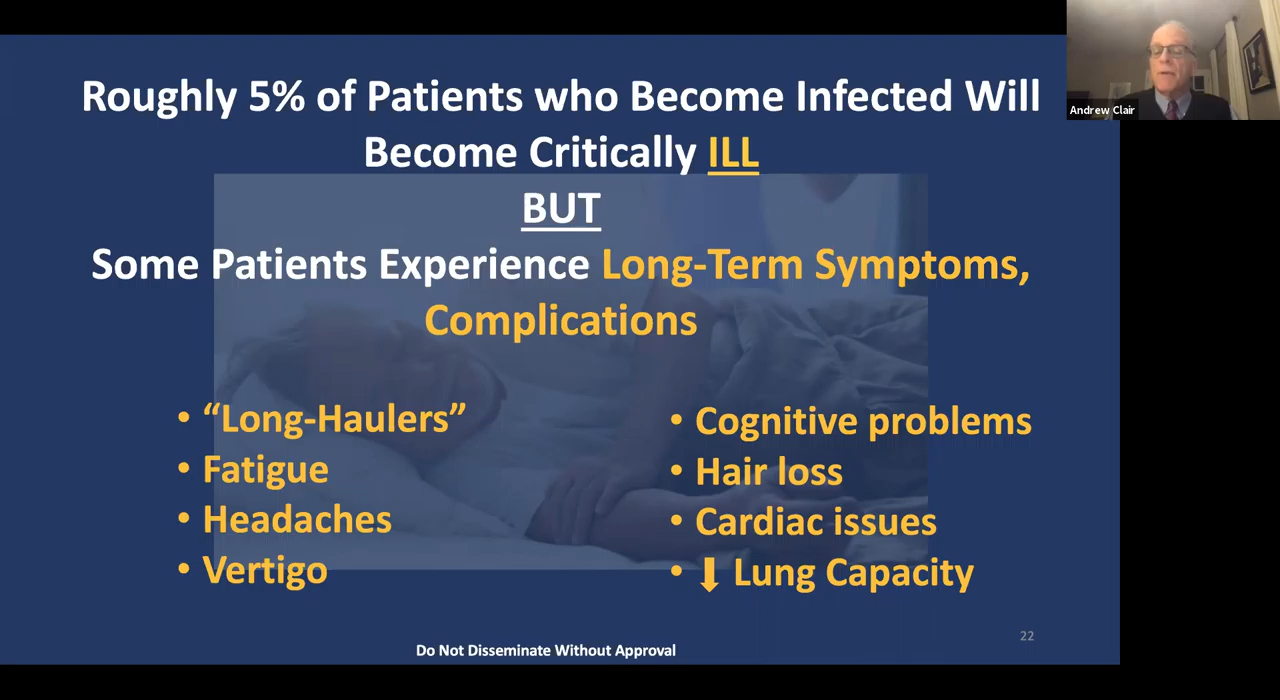 Roughly 5% of Patients who Become Infected Will
Become Critically ILL
BUT
Some Patients Experience Long-Term Symptoms,
Complications
• “Long-Haulers”
• Fatigue
• Headaches
• Vertigo
• Cognitive problems
• Hair loss
• Cardiac issues
• ⬇ Lung Capacity
22
Do Not Disseminate Without Approval
Andrew Clair